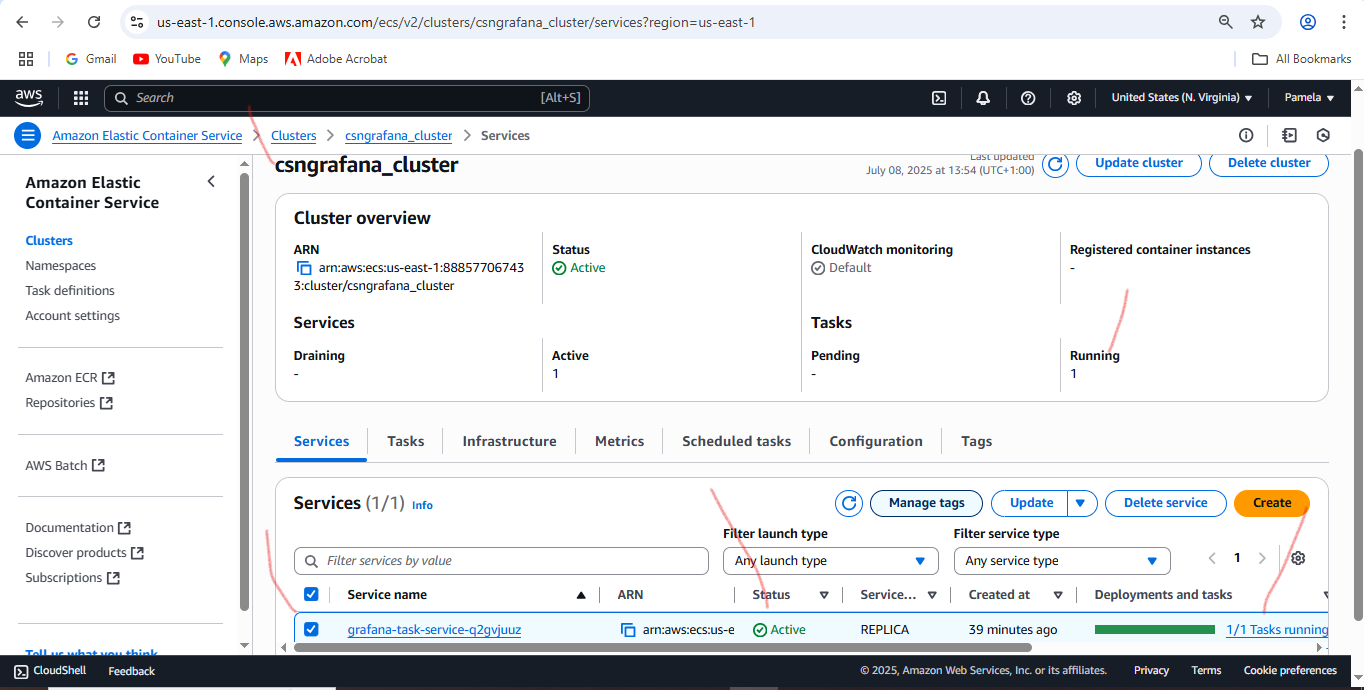 us-east-1.console.aws.amazon.com/ecs/v2/clusters/csngrafana_cluster/services?region=us-east-1
Gmail YouTube Maps Adobe Acrobat All Bookmarks
aws Search [Alt+S] United States (N. Virginia) Pamela
Amazon Elastic Container Service Clusters csngrafana_cluster Services
csngrafana_cluster
Last updated
July 08, 2025 at 13:54 (UTC+1:00)
Update cluster Delete cluster
Amazon Elastic
Container Service
Clusters
Namespaces
Task definitions
Account settings
Amazon ECR
Repositories
AWS Batch
Documentation
Discover products
Subscriptions
Tell us what you think
Cluster overview
ARN
arn:aws:ecs:us-east-1:88857706743
3:cluster/csngrafana_cluster
Status
Active
CloudWatch monitoring
Default
Registered container instances
-
Services
Draining
-
Active
1
Tasks
Pending
-
Running
1
Services Tasks Infrastructure Metrics Scheduled tasks Configuration Tags
Services (1/1) Info
Manage tags Update Delete service Create
Filter launch type Filter service type
Filter services by value Any launch type Any service type 1
Service name ARN Status Service... Created at Deployments and tasks
grafana-task-service-q2gvjuuz arn:aws:ecs:us-e Active REPLICA 39 minutes ago 1/1 Tasks running
CloudShell Feedback © 2025, Amazon Web Services, Inc. or its affiliates. Privacy Terms Cookie preferences